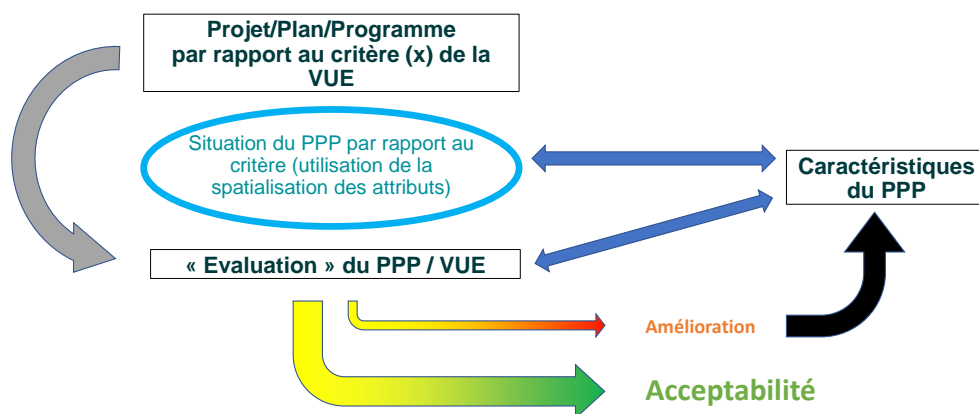 Projet/Plan/Programme
par rapport au critère (x) de la
VUE
Situation du PPP par rapport au
critère (utilisation de la
spatialisation des attributs)
Caractéristiques
du PPP
« Evaluation » du PPP / VUE
Amélioration
Acceptabilité